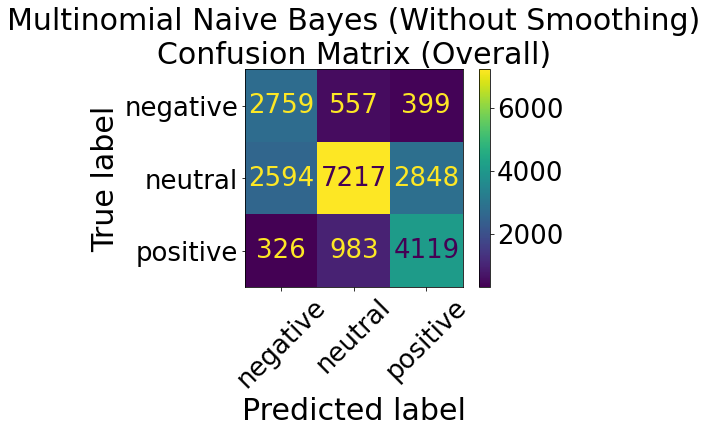 Multinomial Naive Bayes (Without Smoothing)
Confusion Matrix (Overall)
True label
negative 2759 557 399
neutral 2594 7217 2848
positive 326 983 4119
6000
4000
2000
negative neutral positive
Predicted label